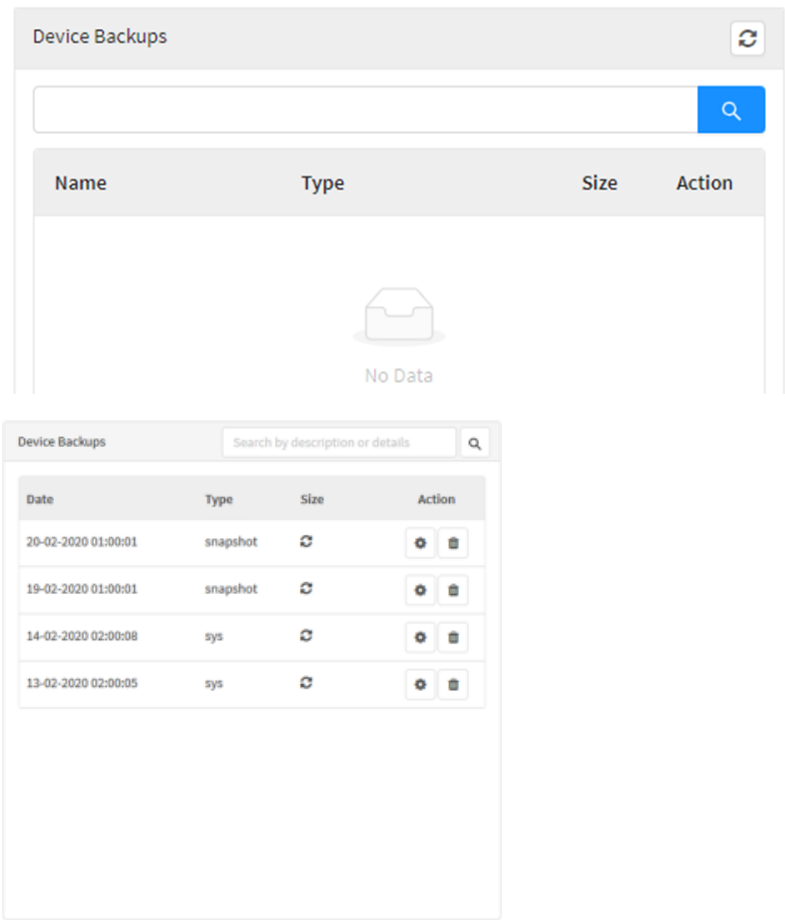 Device Backups
Name Type Size Action
No Data
Device Backups Search by description or details
Date Type Size Action
20-02-2020 01:00:01 snapshot
19-02-2020 01:00:01 snapshot
14-02-2020 02:00:08 sys
13-02-2020 02:00:05 sys